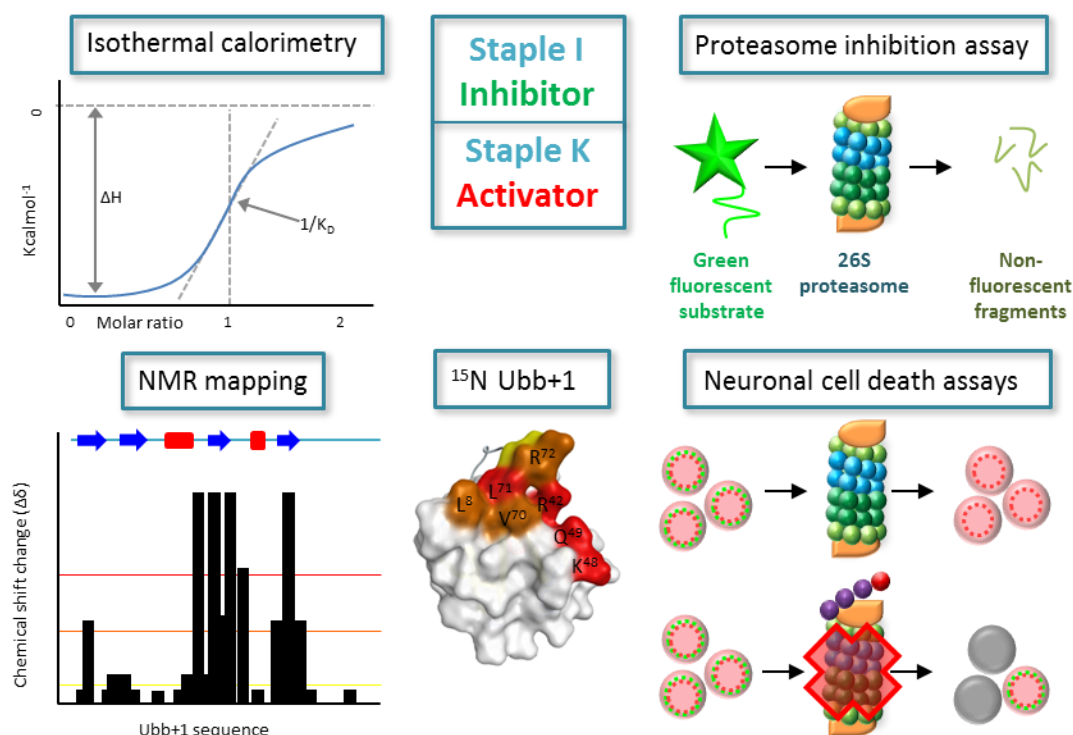 Isothermal calorimetry
0
Kcalmol⁻¹
ΔH
1/K_D
0
Molar ratio
1
2
Staple I
Inhibitor
Staple K
Activator
Proteasome inhibition assay
Green
fluorescent
substrate
26S
proteasome
Non-
fluorescent
fragments
NMR mapping
Chemical shift change (Δδ)
Ubb+1 sequence
¹⁵N Ubb+1
R⁷²
L⁷¹
L⁸
R⁴²
V⁷⁰
Q⁴⁹
K⁴⁸
Neuronal cell death assays